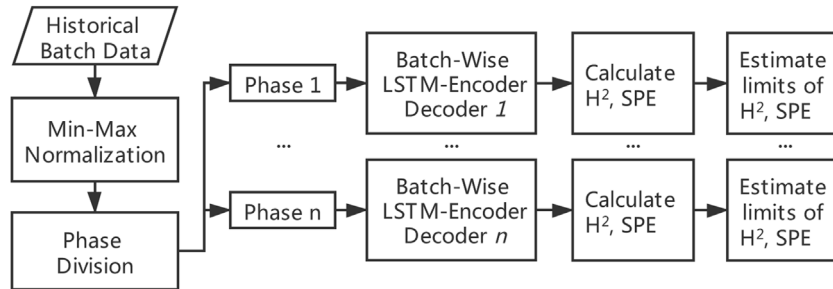 Historical
Batch Data
Min-Max
Normalization
Phase
Division
Phase 1
Batch-Wise
LSTM-Encoder
Decoder 1
Calculate
H², SPE
Estimate
limits of
H², SPE
...
...
...
...
Phase n
Batch-Wise
LSTM-Encoder
Decoder n
Calculate
H², SPE
Estimate
limits of
H², SPE